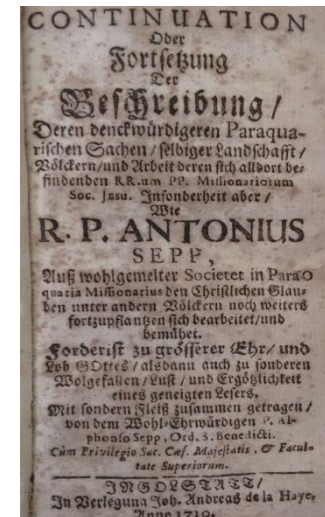 CONTINUATION
Oder
Fortsetzung
Der
Beschreibung /
Deren denckwürdigeren Paraqua-
rischen Sachen / selbiger Landschafft /
Völckern / und Arbeit deren sich alldort be-
findenden RR.um PP. Missionariorum
Soc. Jesu. Insonderheit aber /
Wie
R. P. ANTONIUS
SEPP,
Auß wohlgemelter Societet in Para-
quaria Missionarius den Christlichen Glau-
ben unter andern Völckern noch weiters
fortzupflantzen sich bearbeitet / und
bemühet.
Forderist zu grösserer Ehr / und
Lob GOttes / alsdann auch zu sonderen
Wolgefallen / Lust / und Ergötzlichkeit
eines geneigten Lesers.
Mit sondern Fleiß zusammen getragen /
von dem Wohl-Ehrwürdigen P. Al-
phonso Sepp, Ord. S. Benedicti.
Cum Privilegio Sac. Cæs. Majestatis, & Facul-
tate Superiorum.
INGOLSTATT /
In Verlegung Joh. Andreas de la Haye,
Anno 1710.